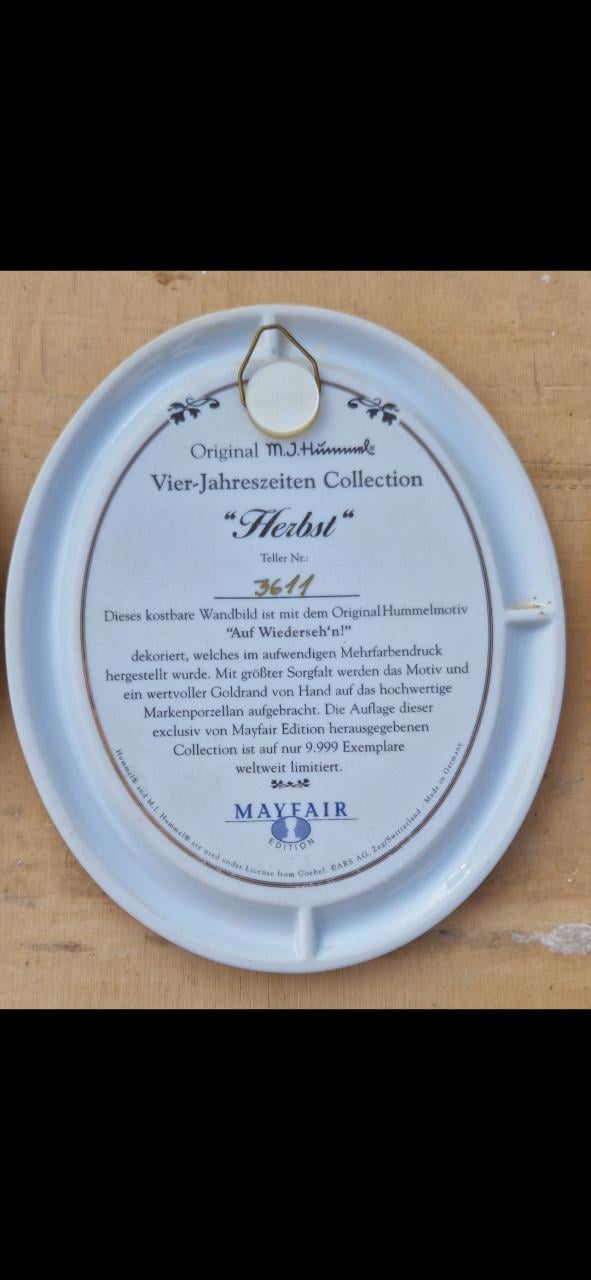 Original M.J.Hummel®
Vier-Jahreszeiten Collection
“Herbst“
Teller Nr.:
3611
Dieses kostbare Wandbild ist mit dem Original Hummelmotiv
“Auf Wiederseh‘n!”
dekoriert, welches im aufwendigen Mehrfarbendruck
hergestellt wurde. Mit größter Sorgfalt werden das Motiv und
ein wertvoller Goldrand von Hand auf das hochwertige
Markenporzellan aufgebracht. Die Auflage dieser
exclusiv von Mayfair Edition herausgegebenen
Collection ist auf nur 9.999 Exemplare
weltweit limitiert.
MAYFAIR
EDITION
Hummel® and M.I. Hummel® are used under License from Goebel. ©ARS AG, Zug/Switzerland · Made in Germany